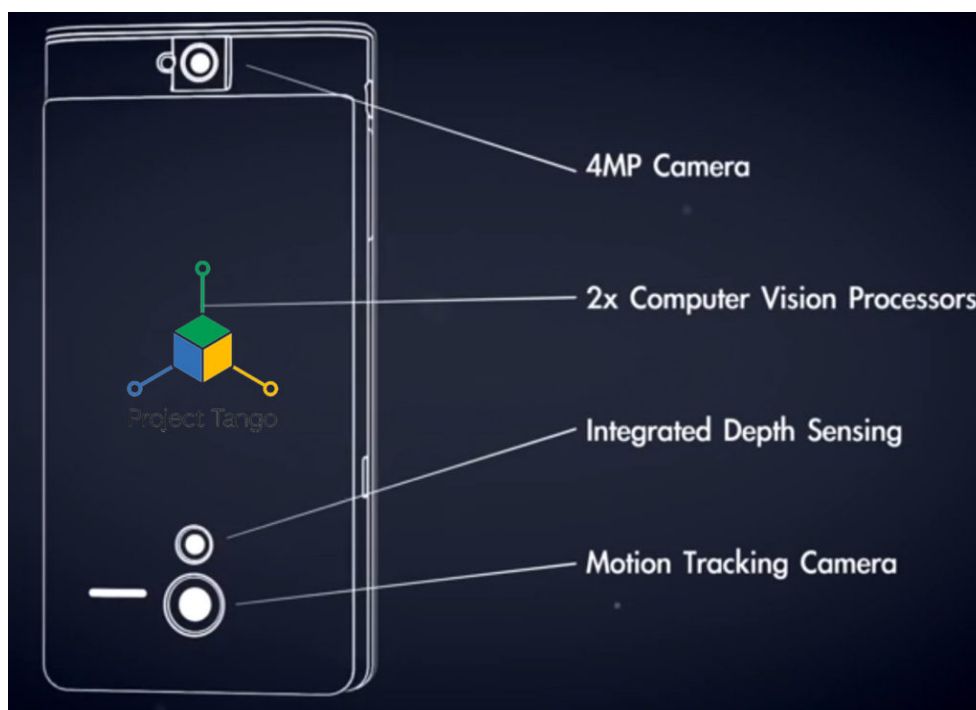 4MP Camera
2x Computer Vision Processors
Project Tango
Integrated Depth Sensing
Motion Tracking Camera